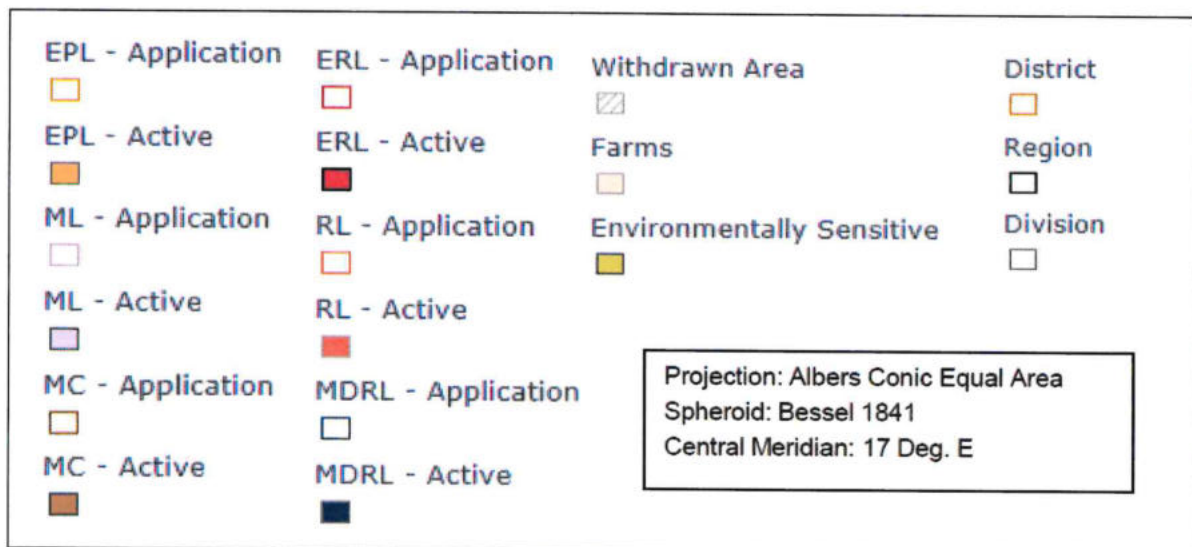 EPL - Application
EPL - Active
ML - Application
ML - Active
MC - Application
MC - Active
ERL - Application
ERL - Active
RL - Application
RL - Active
MDRL - Application
MDRL - Active
Withdrawn Area
Farms
Environmentally Sensitive
District
Region
Division
Projection: Albers Conic Equal Area
Spheroid: Bessel 1841
Central Meridian: 17 Deg. E